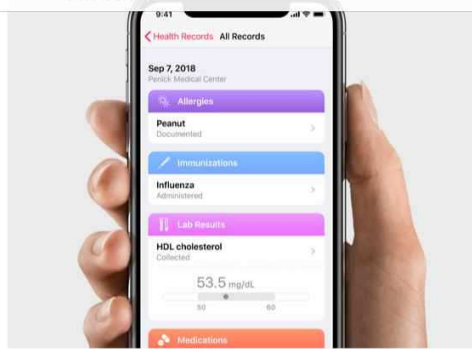 9:41
Health Records All Records
Sep 7, 2018
Penick Medical Center
Allergies
Peanut
Documented
Immunizations
Influenza
Administered
Lab Results
HDL cholesterol
Collected
53.5 mg/dL
50 60
Medications